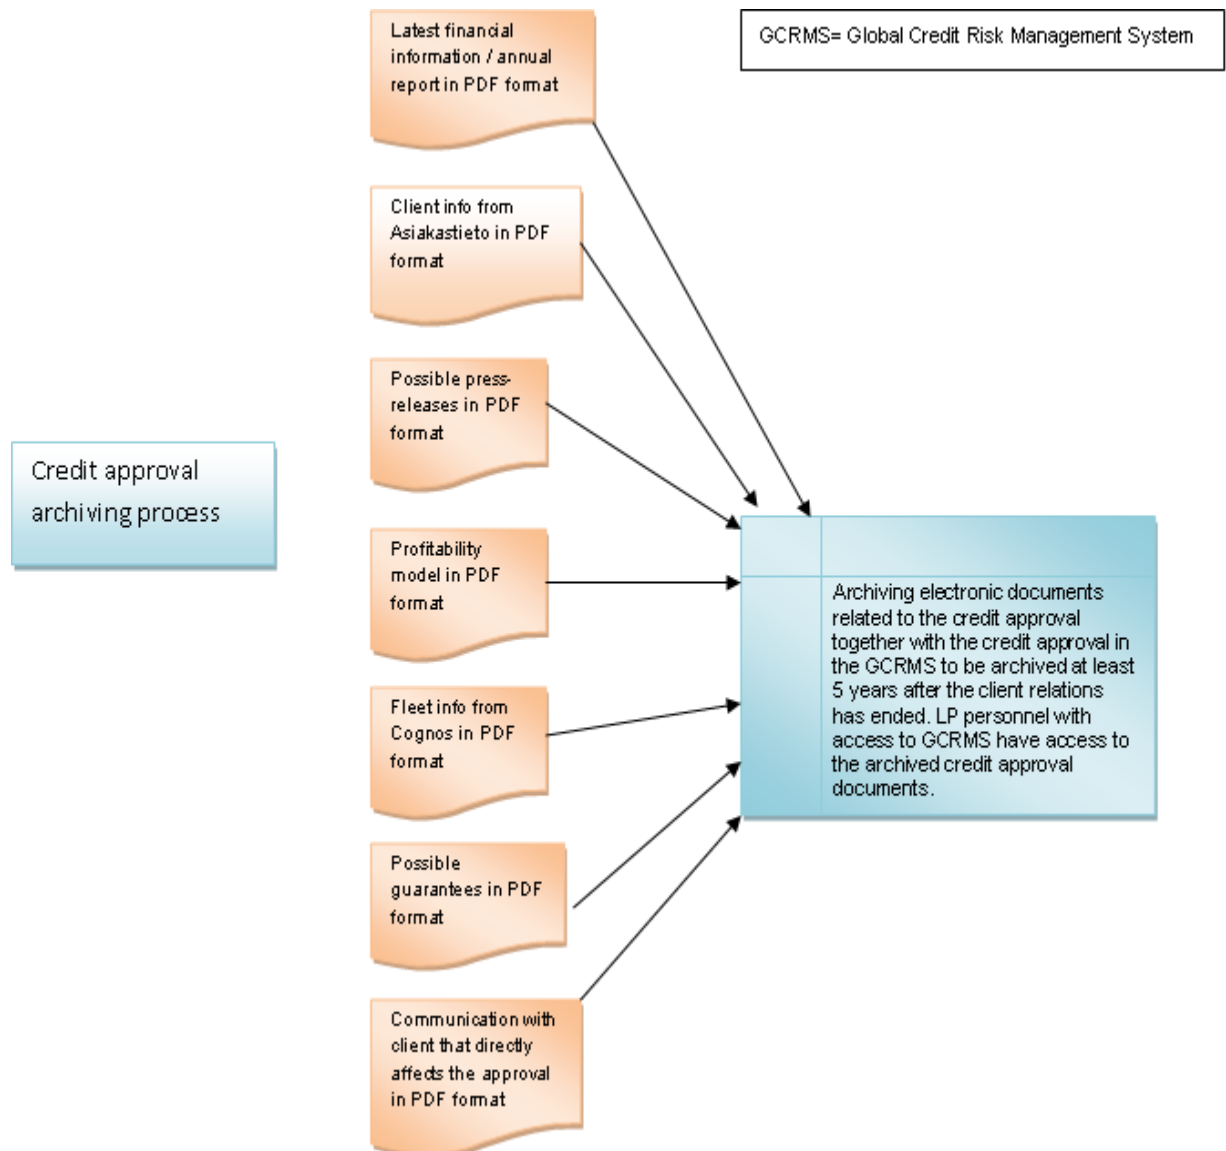 Latest financial
information / annual
report in PDF format
GCRMS= Global Credit Risk Management System
Client info from
Asiakastieto in PDF
format
Possible press-
releases in PDF
format
Credit approval
archiving process
Profitability
model in PDF
format
Archiving electronic documents
related to the credit approval
together with the credit approval in
the GCRMS to be archived at least
5 years after the client relations
has ended. LP personnel with
access to GCRMS have access to
the archived credit approval
documents.
Fleet info from
Cognos in PDF
format
Possible
guarantees in PDF
format
Communication with
client that directly
affects the approval
in PDF format